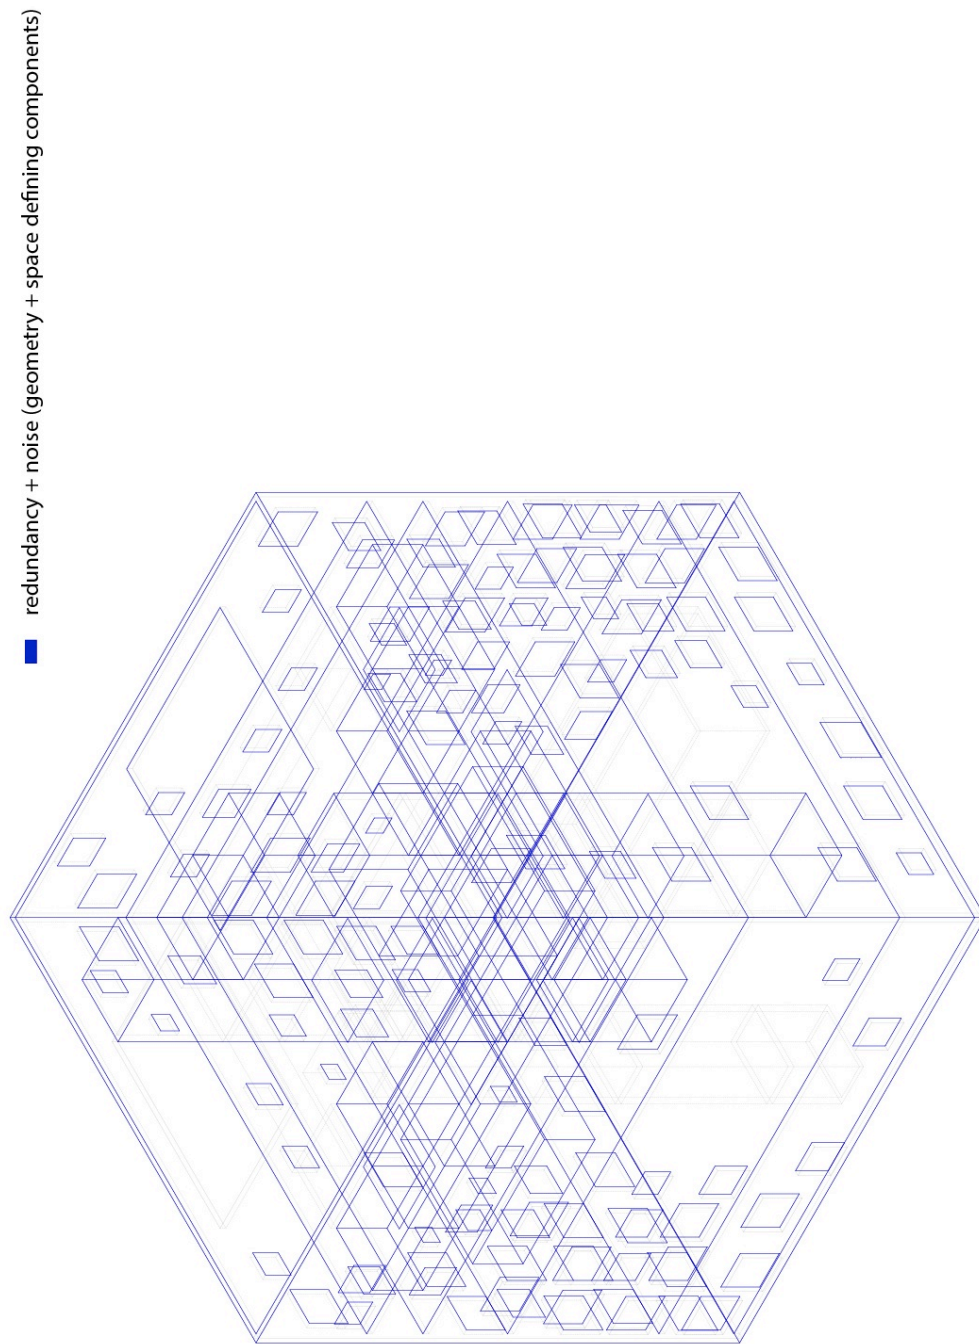 redundancy + noise (geometry + space defining components)